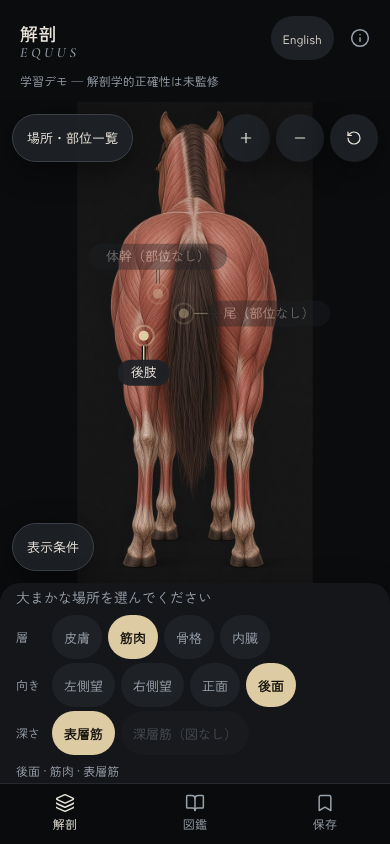 解剖
EQUUS
English
学習デモ — 解剖学的正確性は未監修
場所・部位一覧
体幹（部位なし）
尾（部位なし）
後肢
表示条件
大まかな場所を選んでください
層 皮膚 筋肉 骨格 内臓
向き 左側望 右側望 正面 後面
深さ 表層筋 深層筋（図なし）
後面 · 筋肉 · 表層筋
解剖 図鑑 保存